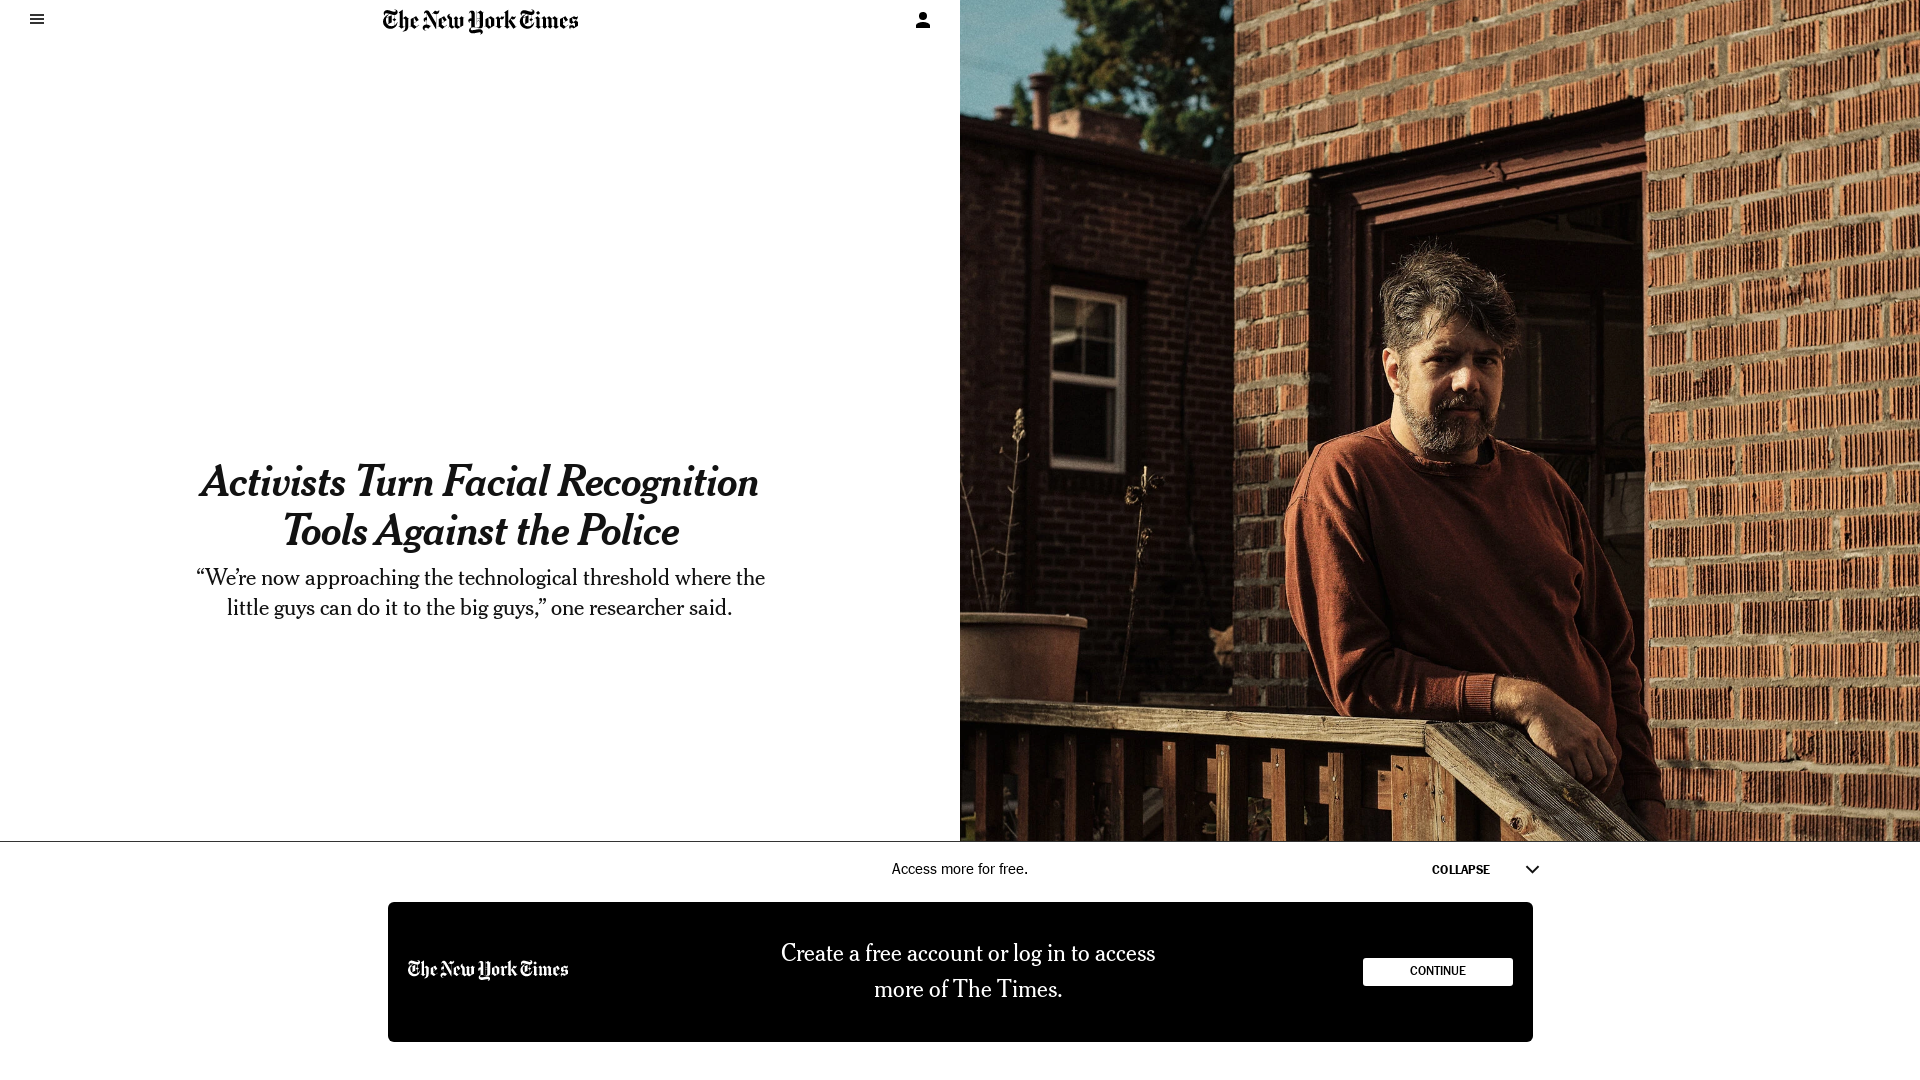 The New York Times
Activists Turn Facial Recognition
Tools Against the Police
“We’re now approaching the technological threshold where the
little guys can do it to the big guys,” one researcher said.
Access more for free.
COLLAPSE
The New York Times
Create a free account or log in to access
more of The Times.
CONTINUE